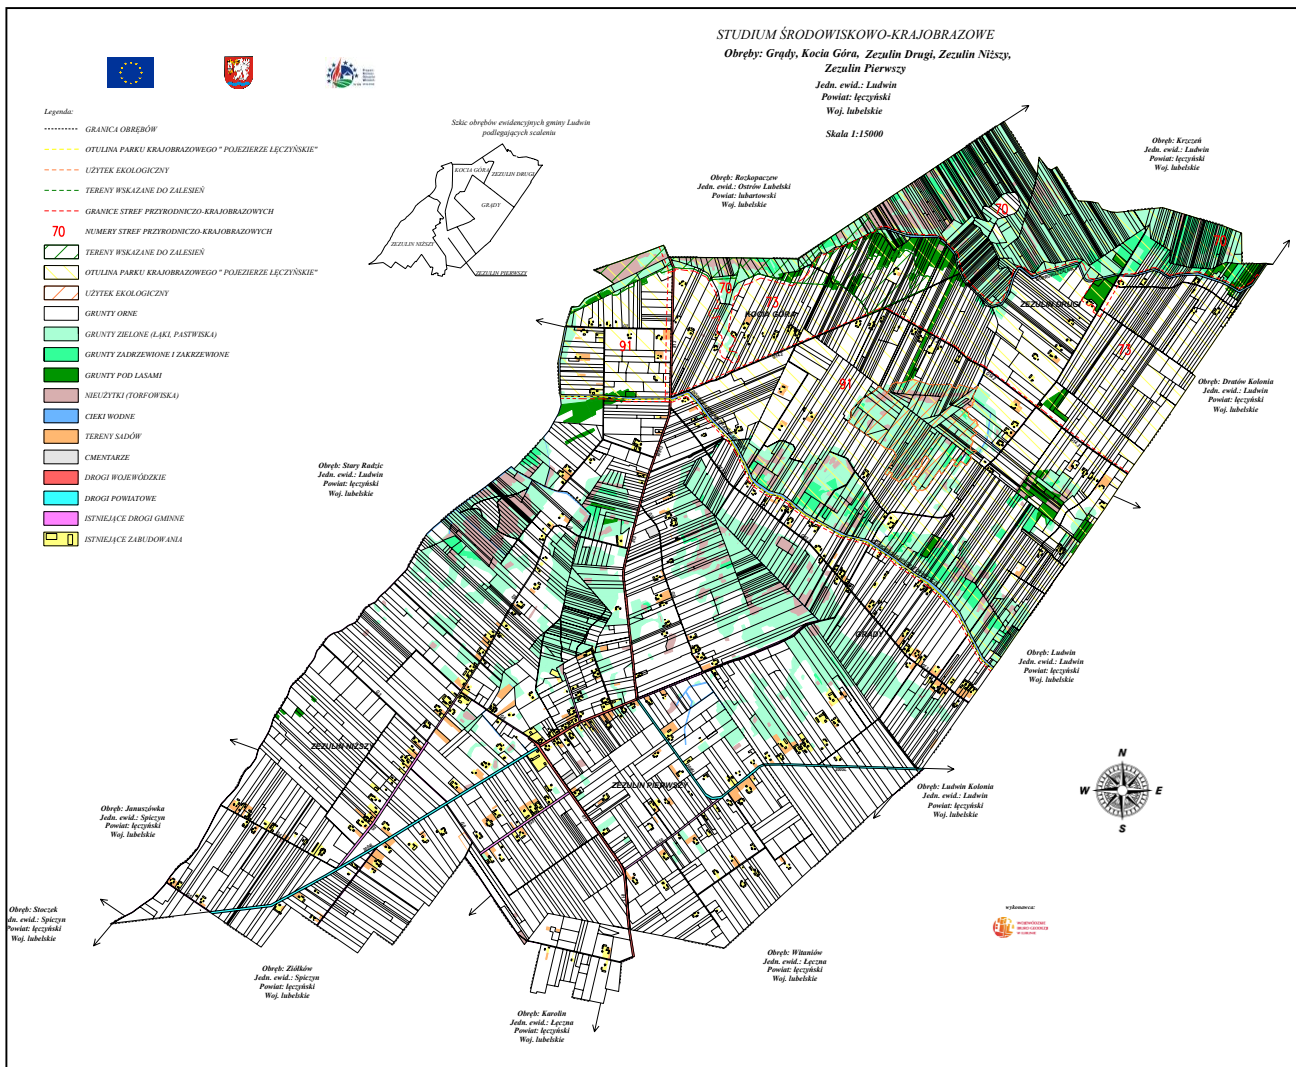 STUDIUM ŚRODOWISKOWO-KRAJOBRAZOWE
Obręby: Grądy, Kocia Góra, Zezulin Drugi, Zezulin Niższy,
Zezulin Pierwszy
Jedn. ewid.: Ludwin
Powiat: łęczyński
Woj. lubelskie
Skala 1:15000
Legenda:
GRANICA OBRĘBÓW
OTULINA PARKU KRAJOBRAZOWEGO " POJEZIERZE ŁĘCZYŃSKIE"
UŻYTEK EKOLOGICZNY
TERENY WSKAZANE DO ZALESIEŃ
GRANICE STREF PRZYRODNICZO-KRAJOBRAZOWYCH
70 NUMERY STREF PRZYRODNICZO-KRAJOBRAZOWYCH
TERENY WSKAZANE DO ZALESIEŃ
OTULINA PARKU KRAJOBRAZOWEGO " POJEZIERZE ŁĘCZYŃSKIE"
UŻYTEK EKOLOGICZNY
GRUNTY ORNE
GRUNTY ZIELONE (ŁĄKI, PASTWISKA)
GRUNTY ZADRZEWIONE I ZAKRZEWIONE
GRUNTY POD LASAMI
NIEUŻYTKI (TORFOWISKA)
CIEKI WODNE
TERENY SADÓW
CMENTARZE
DROGI WOJEWÓDZKIE
DROGI POWIATOWE
ISTNIEJĄCE DROGI GMINNE
ISTNIEJĄCE ZABUDOWANIA
Szkic obrębów ewidencyjnych gminy Ludwin
podlegających scaleniu
KOCIA GÓRA
ZEZULIN DRUGI
GRĄDY
ZEZULIN NIŻSZY
ZEZULIN PIERWSZY
Obręb: Rozkopaczew
Jedn. ewid.: Ostrów Lubelski
Powiat: lubartowski
Woj. lubelskie
Obręb: Krzczeń
Jedn. ewid.: Ludwin
Powiat: łęczyński
Woj. lubelskie
70
70
70
73
KOCIA GÓRA
ZEZULIN DRUGI
91
73
91
Obręb: Dratów Kolonia
Jedn. ewid.: Ludwin
Powiat: łęczyński
Woj. lubelskie
Obręb: Stary Radzic
Jedn. ewid.: Ludwin
Powiat: łęczyński
Woj. lubelskie
GRĄDY
Obręb: Ludwin
Jedn. ewid.: Ludwin
Powiat: łęczyński
Woj. lubelskie
ZEZULIN NIŻSZY
ZEZULIN PIERWSZY
Obręb: Ludwin Kolonia
Jedn. ewid.: Ludwin
Powiat: łęczyński
Woj. lubelskie
N
W E
S
Obręb: Januszówka
Jedn. ewid.: Spiczyn
Powiat: łęczyński
Woj. lubelskie
Obręb: Stoczek
dn. ewid.: Spiczyn
Powiat: łęczyński
Woj. lubelskie
wykonawca:
WOJEWÓDZKIE
BIURO GEODEZJI
W LUBLINIE
Obręb: Witaniów
Jedn. ewid.: Łęczna
Powiat: łęczyński
Woj. lubelskie
Obręb: Ziółków
Jedn. ewid.: Spiczyn
Powiat: łęczyński
Woj. lubelskie
Obręb: Karolin
Jedn. ewid.: Łęczna
Powiat: łęczyński
Woj. lubelskie